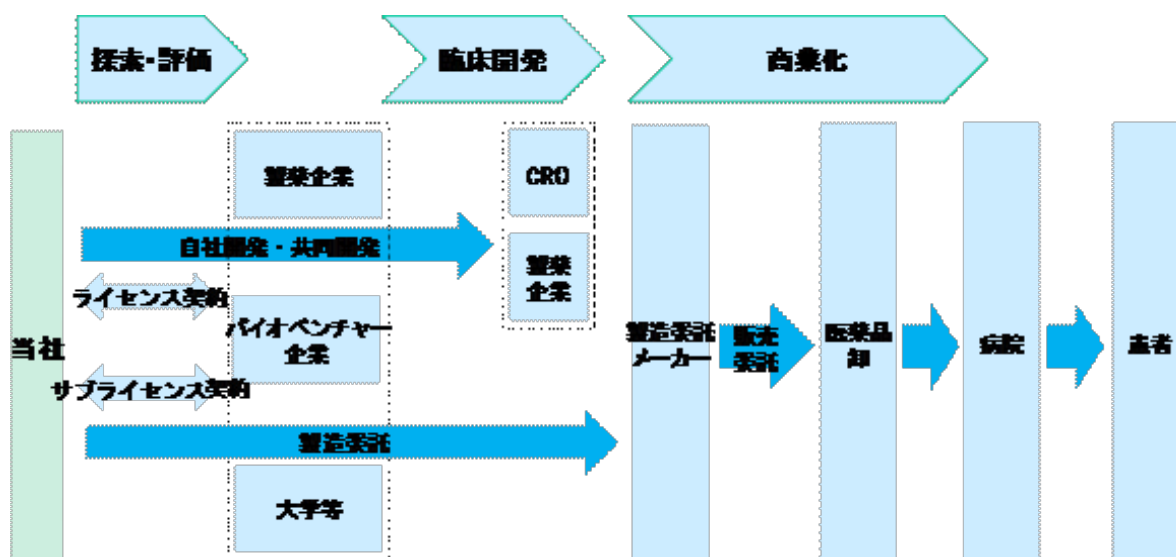 探索・評価
臨床開発
商業化
製薬企業
CRO
自社開発・共同開発
製薬
企業
ライセンス契約
バイオベンチャー
企業
当社
製造委託
メーカー
販売
委託
医薬品
卸
病院
患者
サブライセンス契約
製造委託
大学等